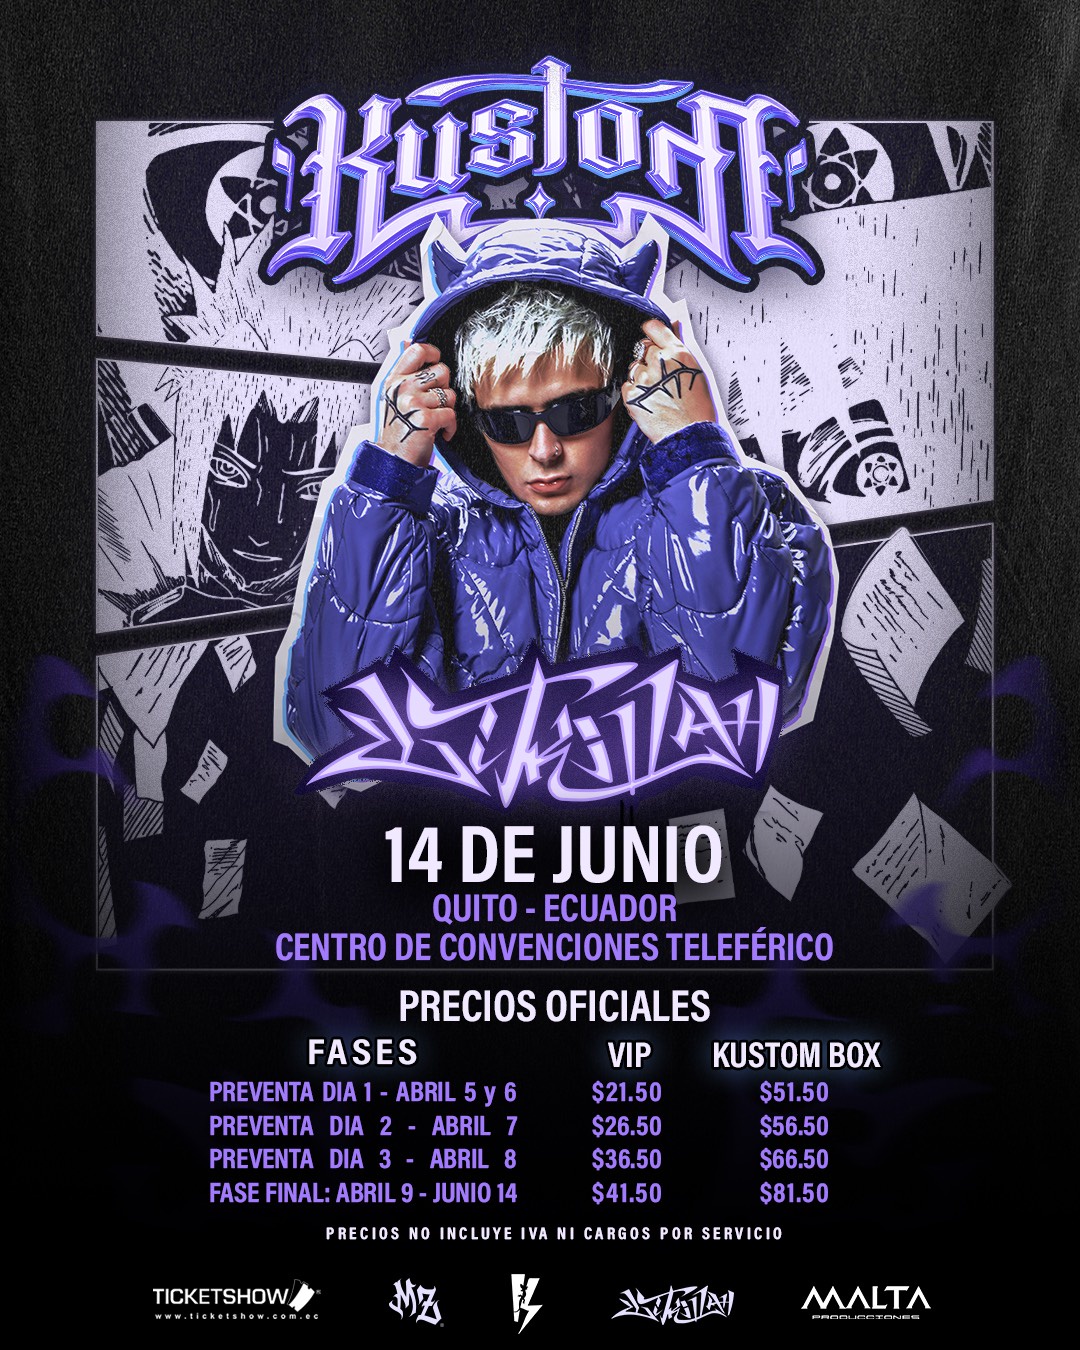 Kustom
14 DE JUNIO
QUITO - ECUADOR
CENTRO DE CONVENCIONES TELEFÉRICO
PRECIOS OFICIALES
FASES VIP KUSTOM BOX
PREVENTA DIA 1 - ABRIL 5 y 6 $21.50 $51.50
PREVENTA DIA 2 - ABRIL 7 $26.50 $56.50
PREVENTA DIA 3 - ABRIL 8 $36.50 $66.50
FASE FINAL: ABRIL 9 - JUNIO 14 $41.50 $81.50
PRECIOS NO INCLUYE IVA NI CARGOS POR SERVICIO
TICKETSHOW MZ MALTA
www.ticketshow.com.ec PRODUCCIONES